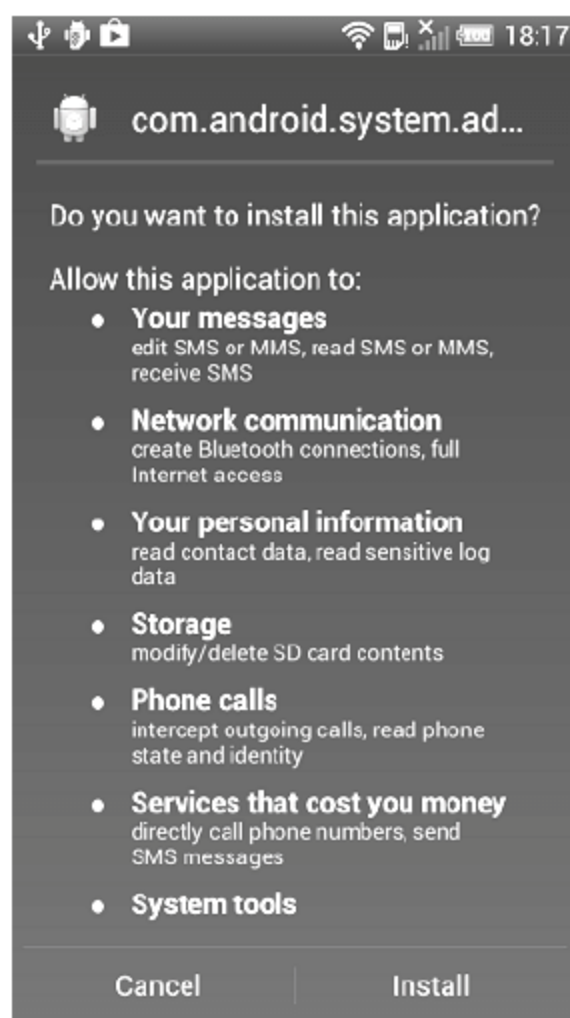 18:17
com.android.system.ad...
Do you want to install this application?
Allow this application to:
• Your messages
edit SMS or MMS, read SMS or MMS,
receive SMS
• Network communication
create Bluetooth connections, full
Internet access
• Your personal information
read contact data, read sensitive log
data
• Storage
modify/delete SD card contents
• Phone calls
intercept outgoing calls, read phone
state and identity
• Services that cost you money
directly call phone numbers, send
SMS messages
• System tools
Cancel
Install